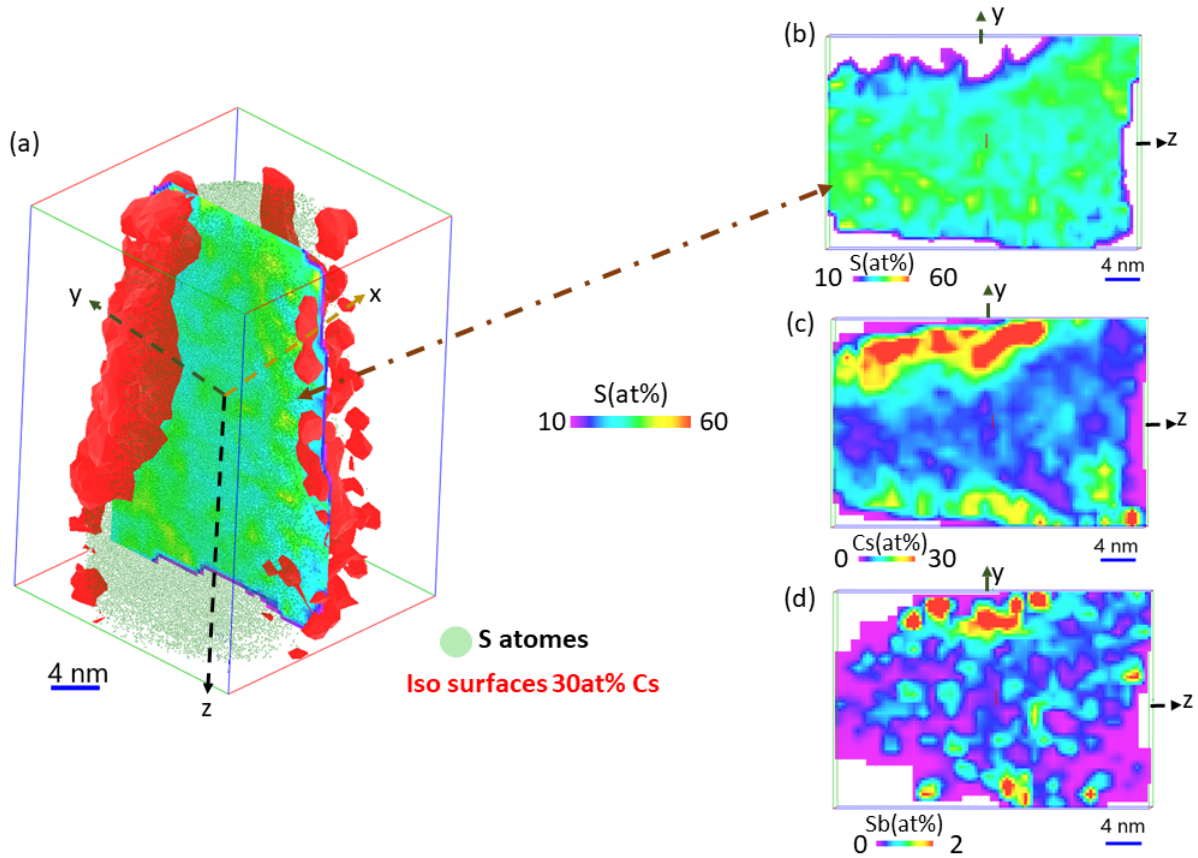 (a)
y
x
z
4 nm
S atomes
Iso surfaces 30at% Cs
S(at%)
10 60
(b)
y
z
S(at%)
10 60
4 nm
(c)
y
z
Cs(at%)
0 30
4 nm
(d)
y
z
Sb(at%)
0 2
4 nm